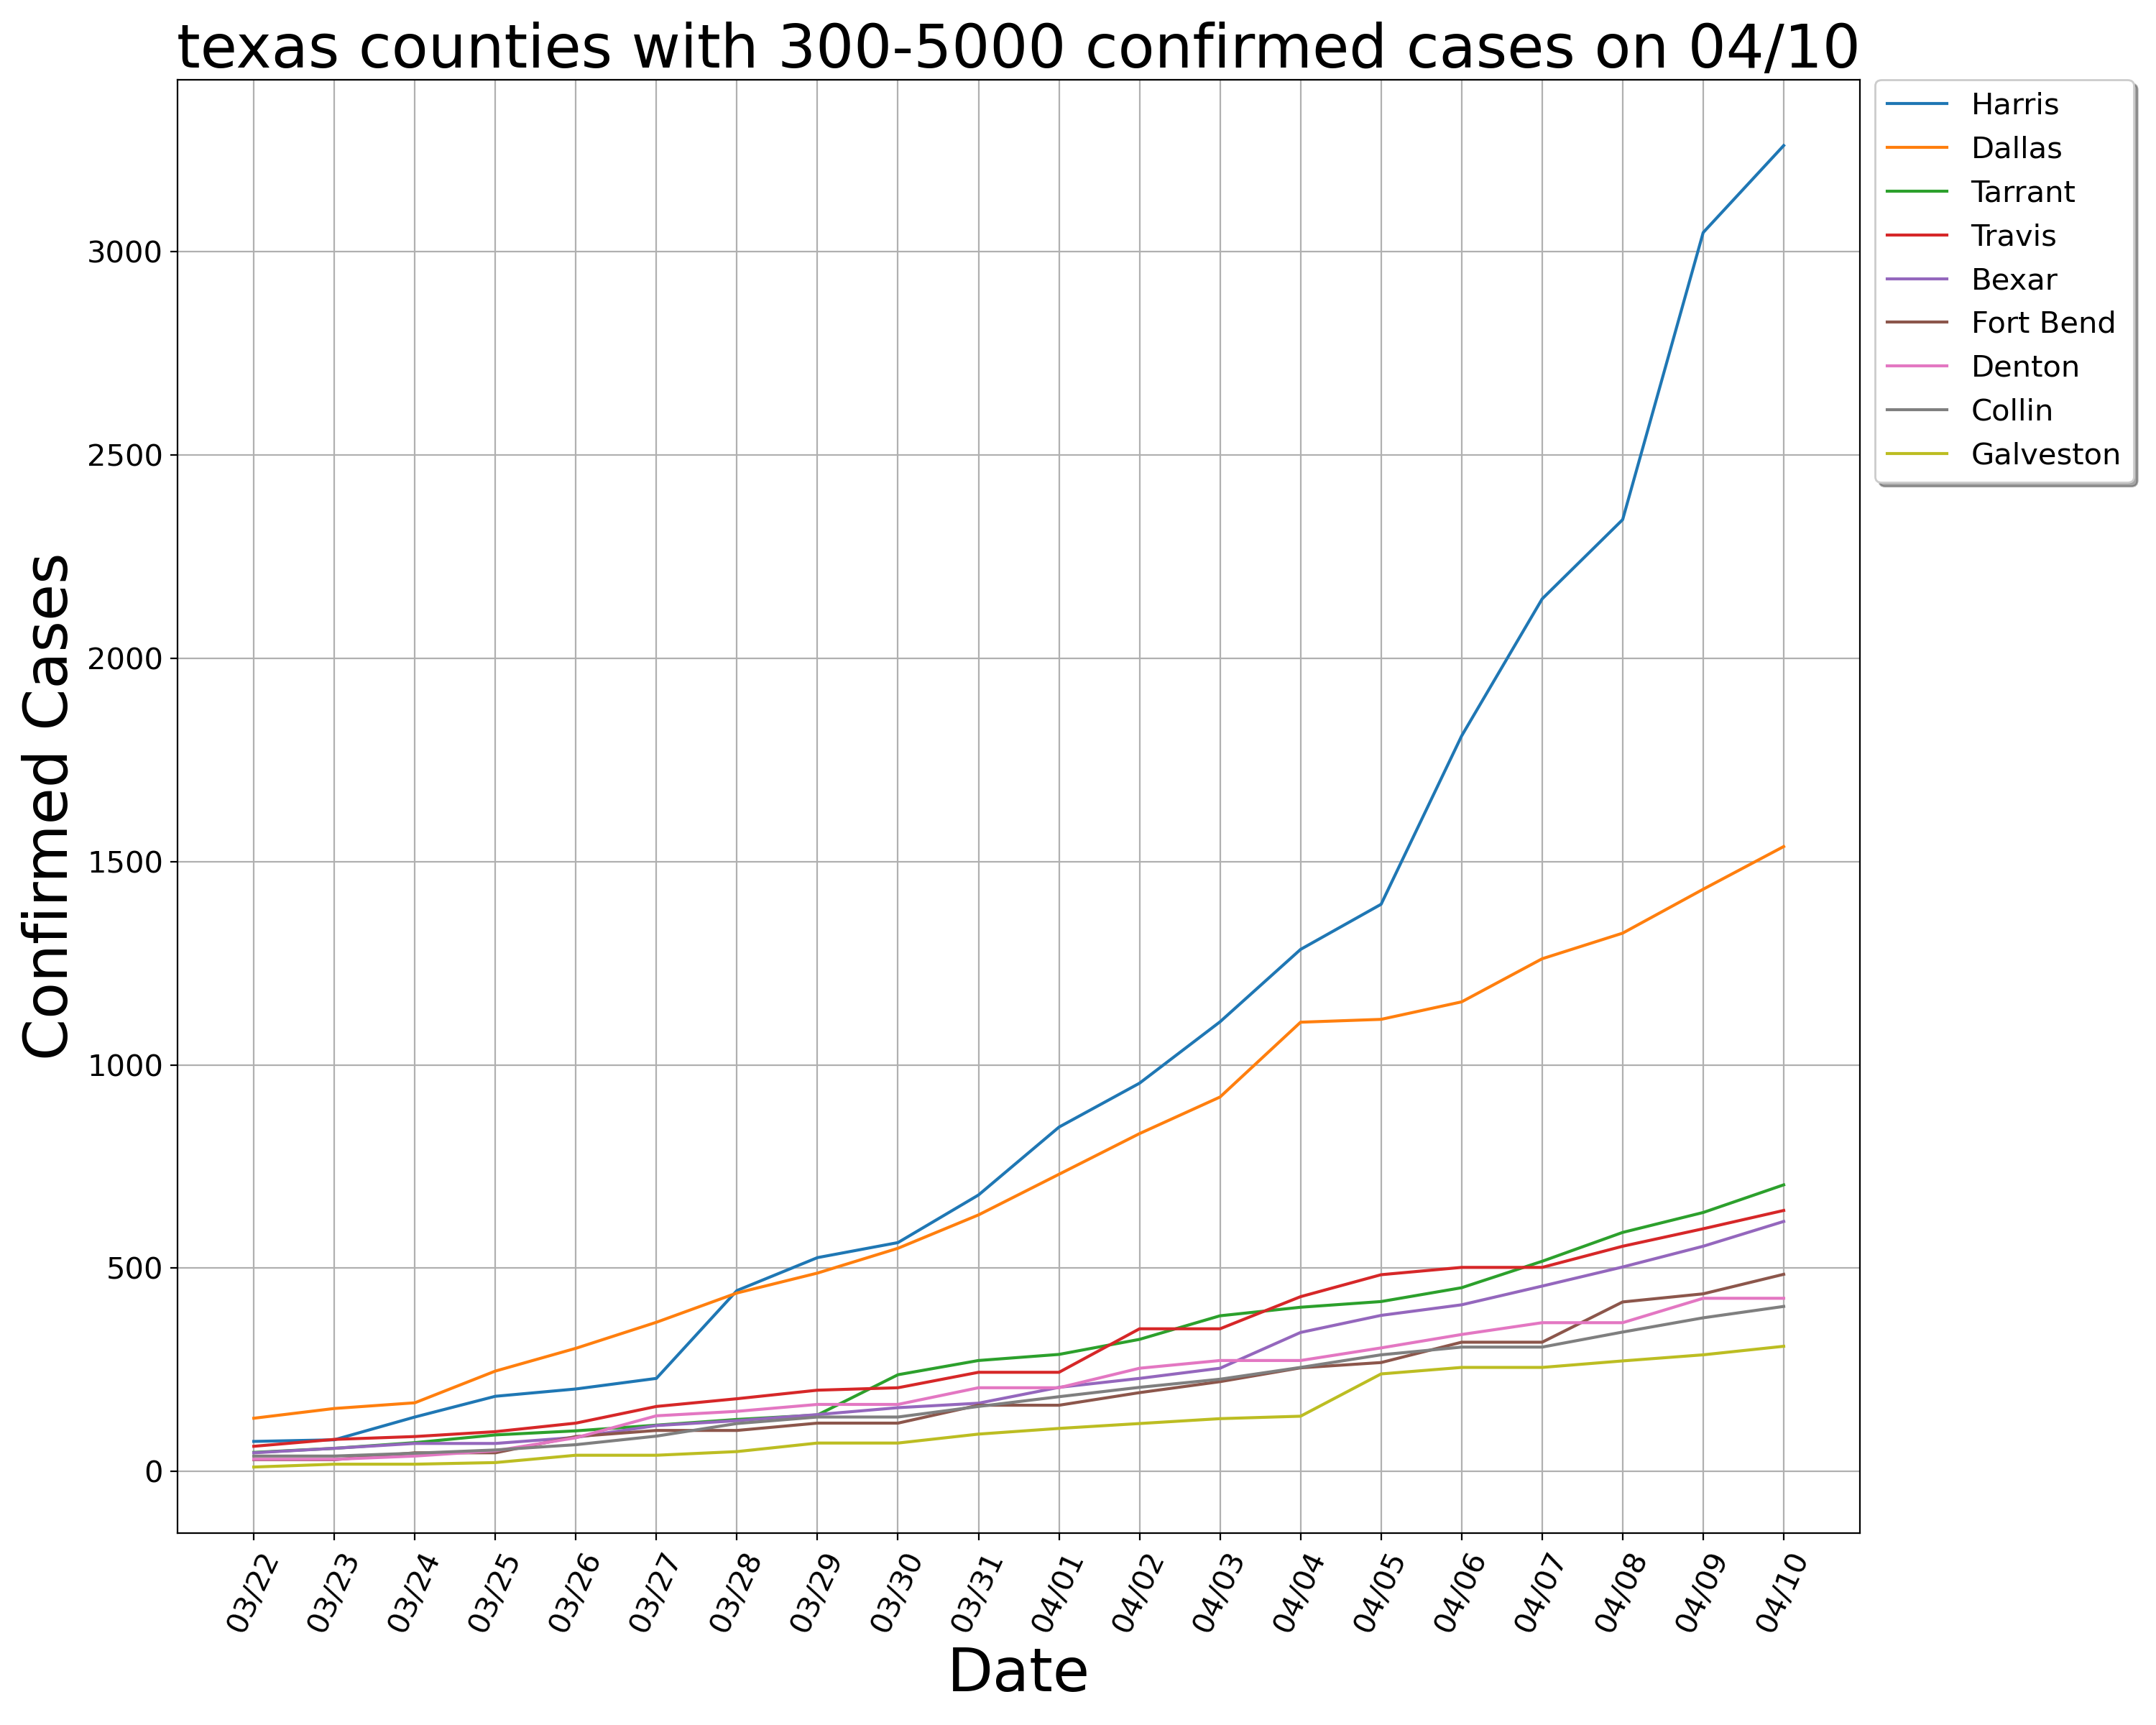 texas counties with 300-5000 confirmed cases on 04/10
Harris
Dallas
Tarrant
Travis
Bexar
Fort Bend
Denton
Collin
Galveston
Confirmed Cases
3000
2500
2000
1500
1000
500
0
03/22
03/23
03/24
03/25
03/26
03/27
03/28
03/29
03/30
03/31
04/01
04/02
04/03
04/04
04/05
04/06
04/07
04/08
04/09
04/10
Date